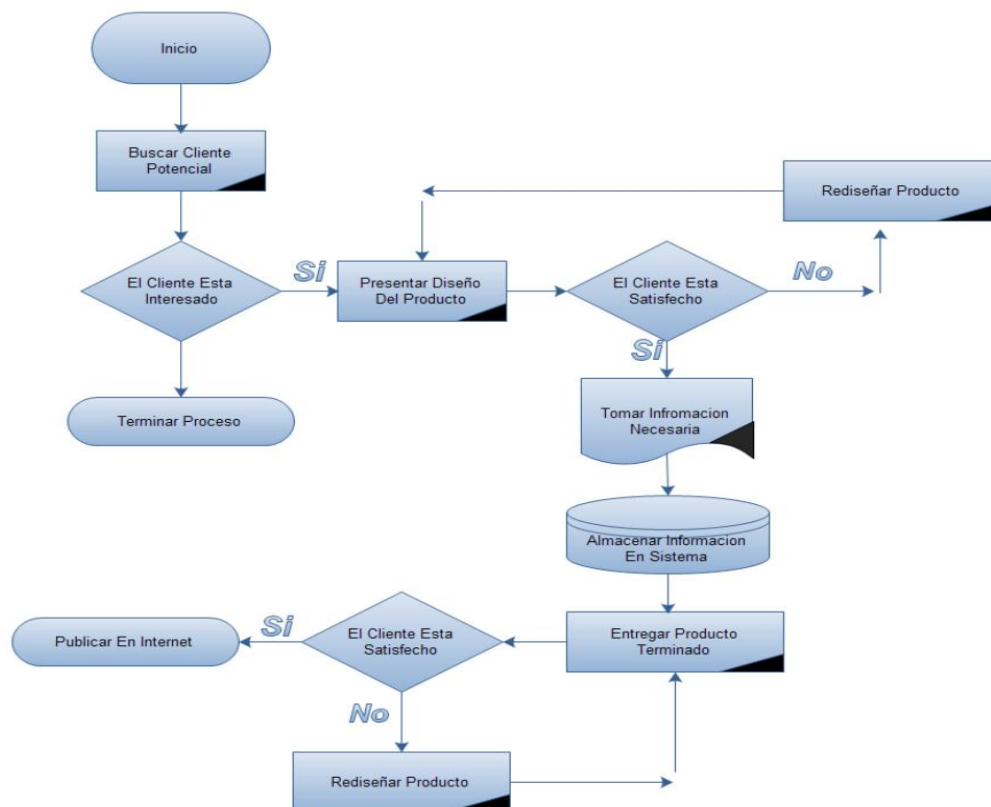 Inicio
Buscar Cliente
Potencial
Rediseñar Producto
El Cliente Esta
Interesado
Si
Presentar Diseño
Del Producto
El Cliente Esta
Satisfecho
No
Si
Terminar Proceso
Tomar Infromacion
Necesaria
Almacenar Informacion
En Sistema
Publicar En Internet
Si
El Cliente Esta
Satisfecho
Entregar Producto
Terminado
No
Rediseñar Producto